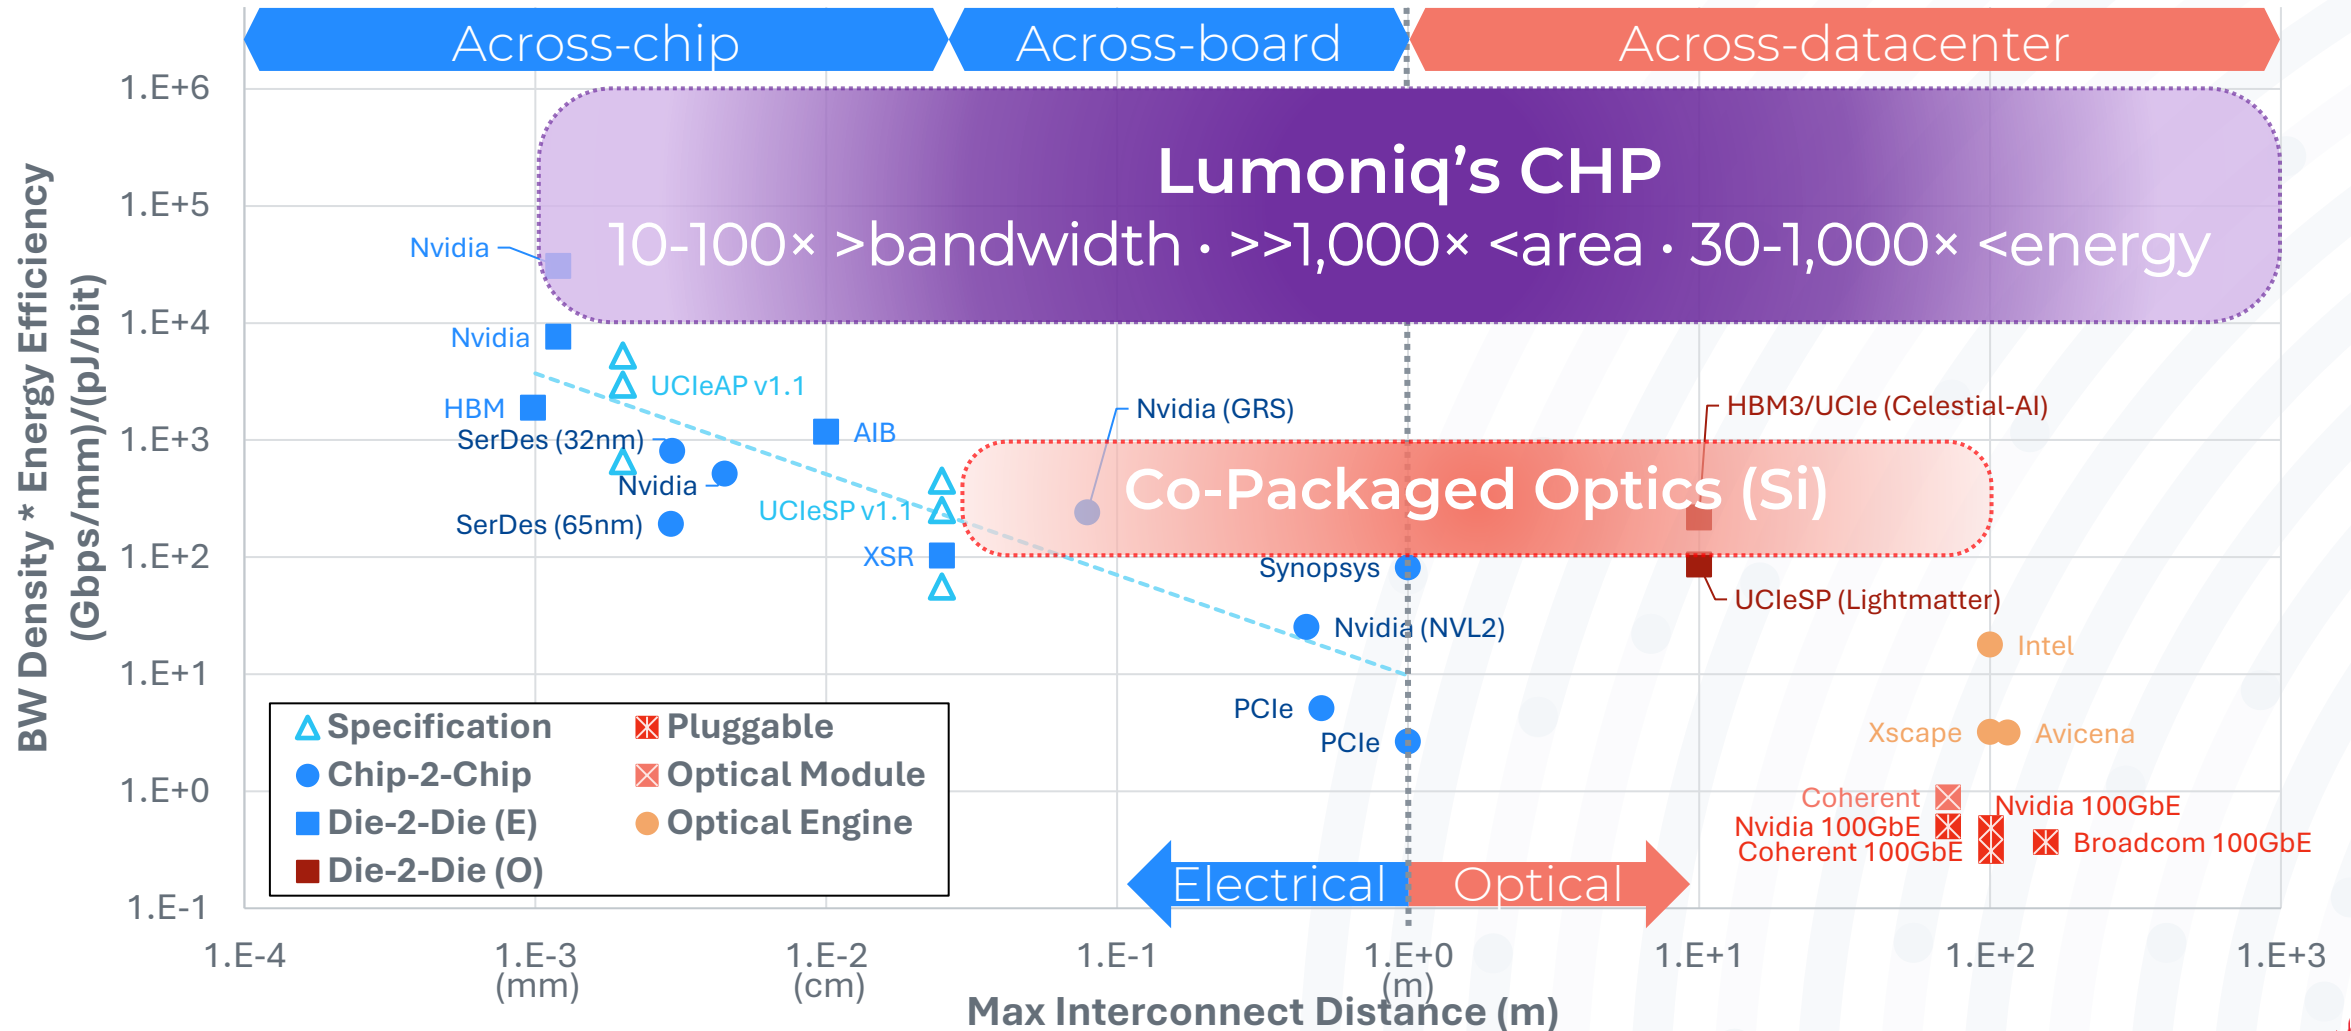 Across-chip
Across-board
Across-datacenter
BW Density * Energy Efficiency
(Gbps/mm)/(pJ/bit)
1.E+6
1.E+5
1.E+4
1.E+3
1.E+2
1.E+1
1.E+0
1.E-1
Lumoniq's CHP
10-100× >bandwidth · >>1,000× <area · 30-1,000× <energy
Nvidia
Nvidia
UCIeAP v1.1
HBM
SerDes (32nm)
AIB
Nvidia
SerDes (65nm)
UCIeSP v1.1
XSR
Nvidia (GRS)
HBM3/UCIe (Celestial-AI)
Co-Packaged Optics (Si)
Synopsys
UCIeSP (Lightmatter)
Nvidia (NVL2)
Intel
PCIe
PCIe
Xscape
Avicena
Coherent
Nvidia 100GbE
Nvidia 100GbE
Broadcom 100GbE
Coherent 100GbE
Specification
Pluggable
Chip-2-Chip
Optical Module
Die-2-Die (E)
Optical Engine
Die-2-Die (O)
Electrical
Optical
1.E-4
1.E-3
1.E-2
1.E-1
1.E+0
1.E+1
1.E+2
1.E+3
(mm)
(cm)
(m)
Max Interconnect Distance (m)